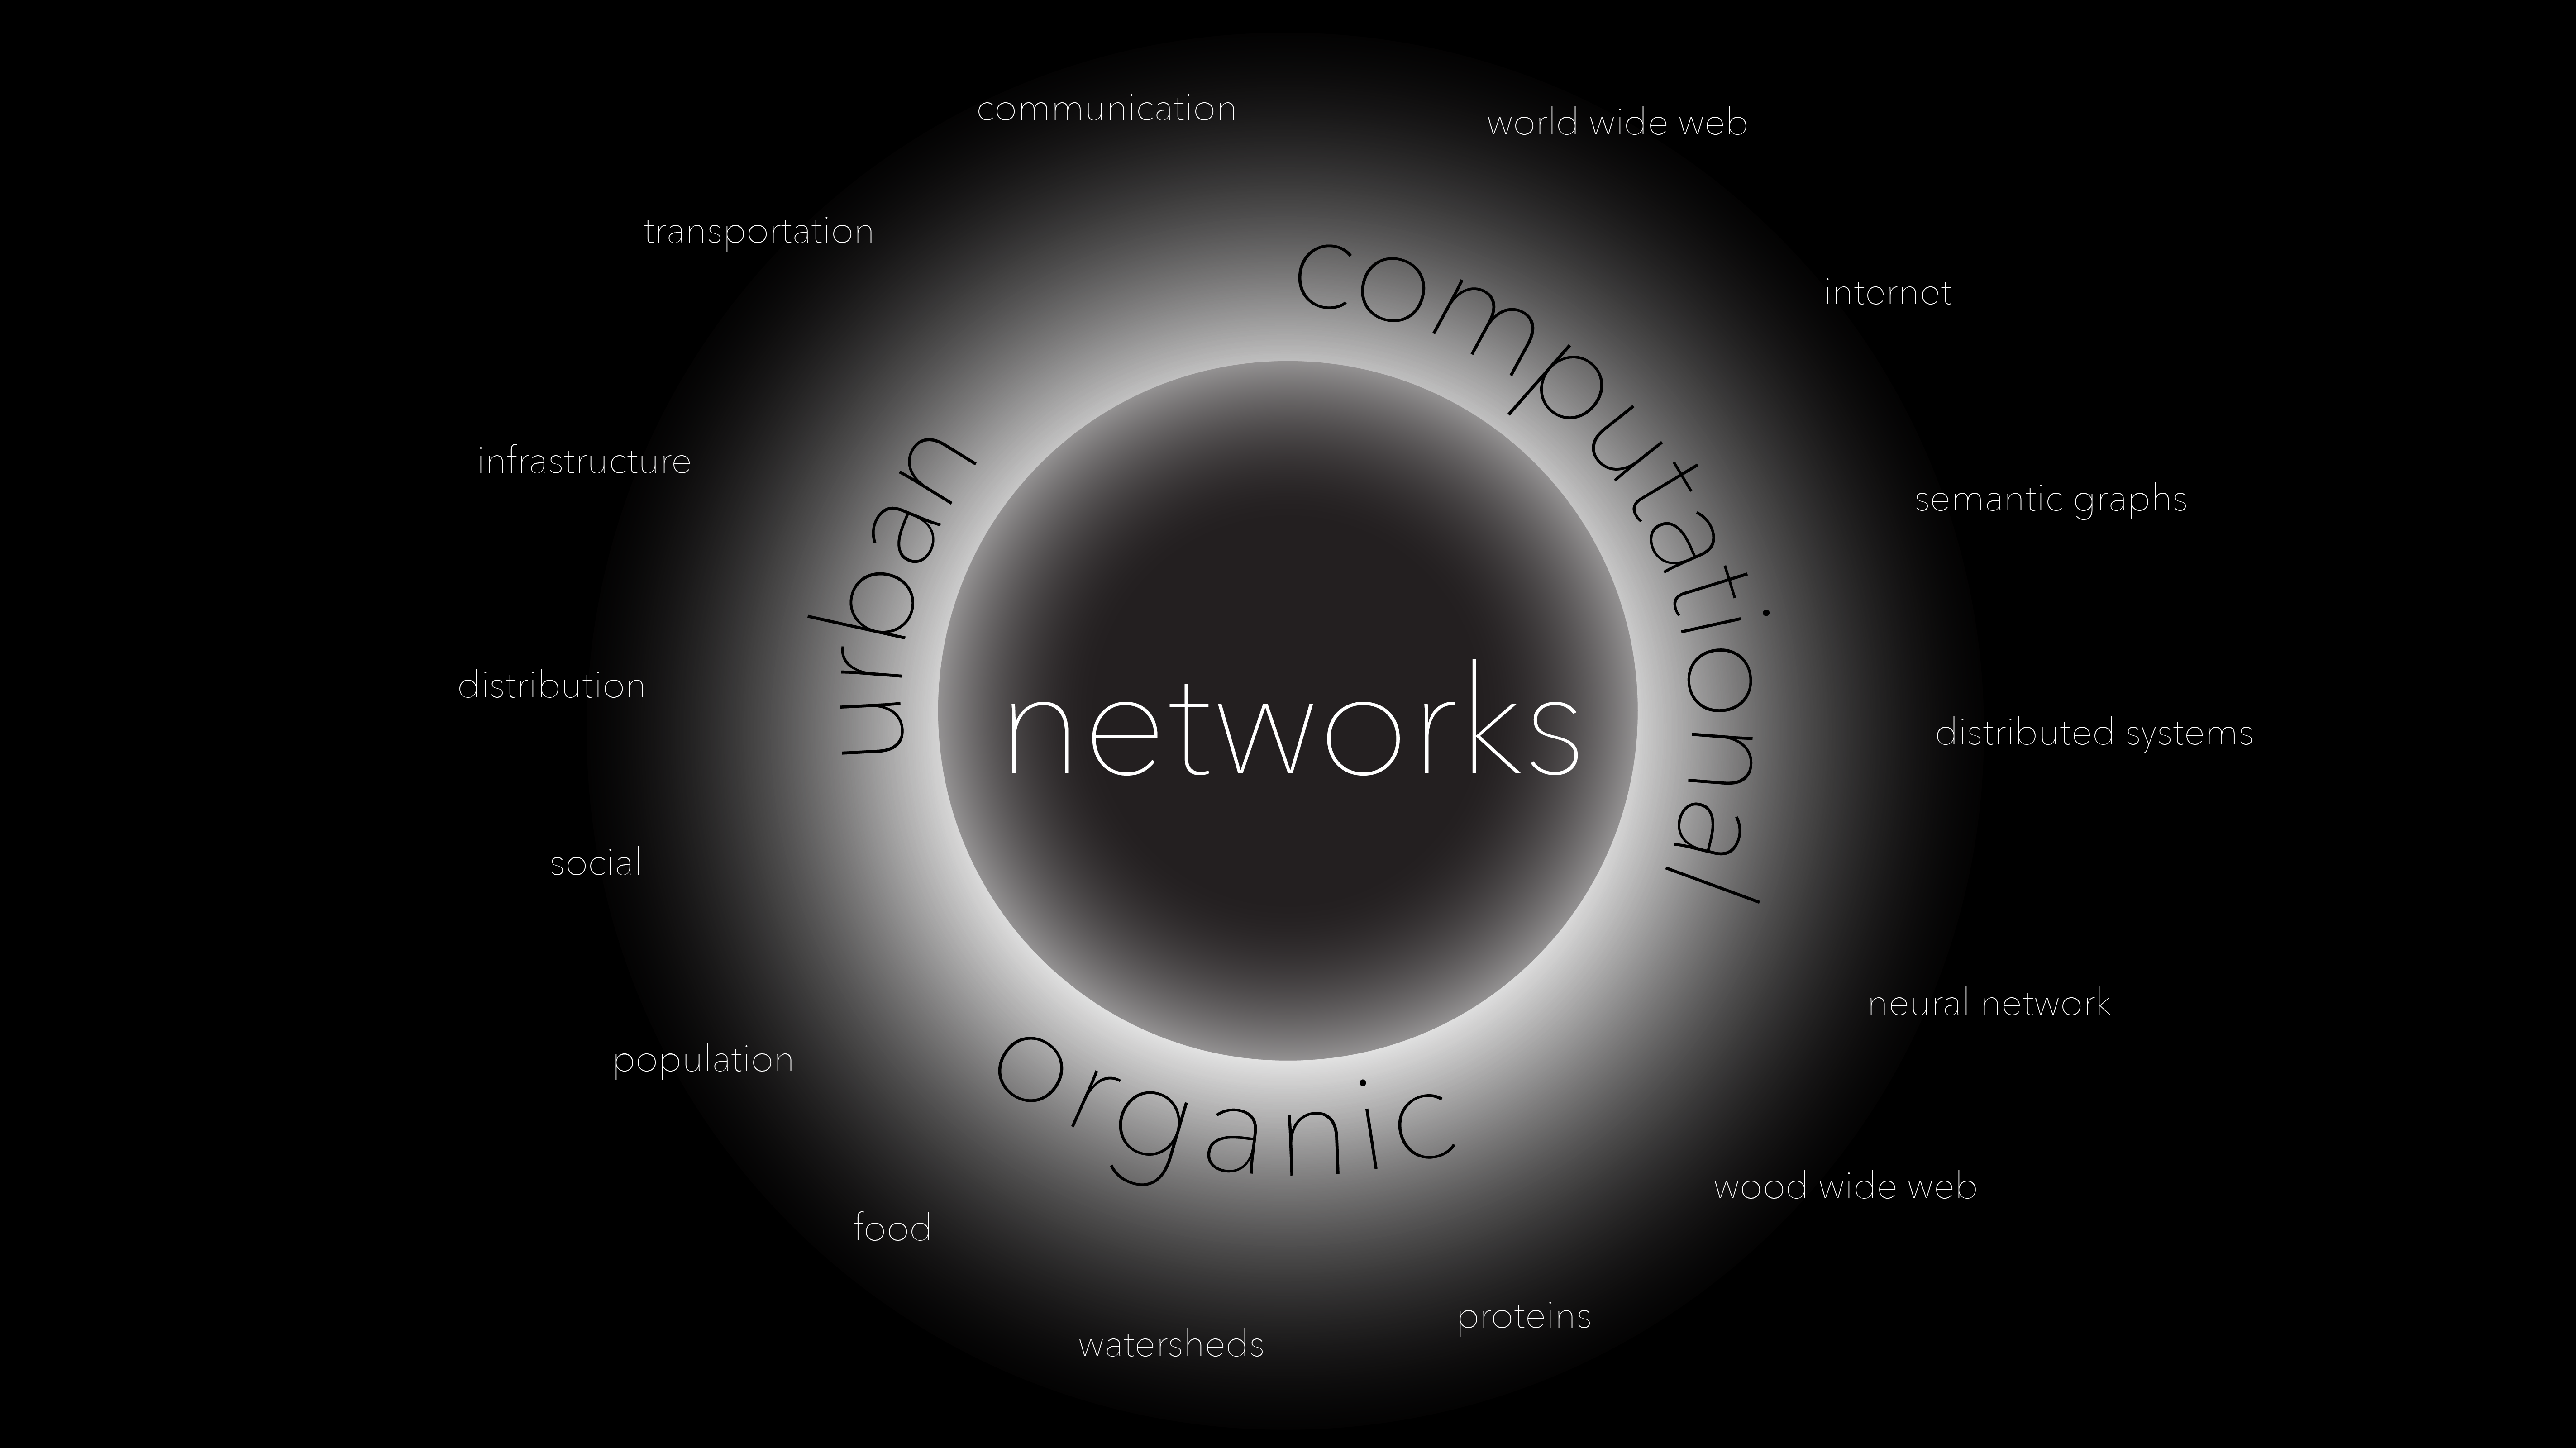 communication
world wide web
transportation
internet
computational
infrastructure
urban
semantic graphs
distribution
networks
distributed systems
social
neural network
population
organic
wood wide web
food
proteins
watersheds